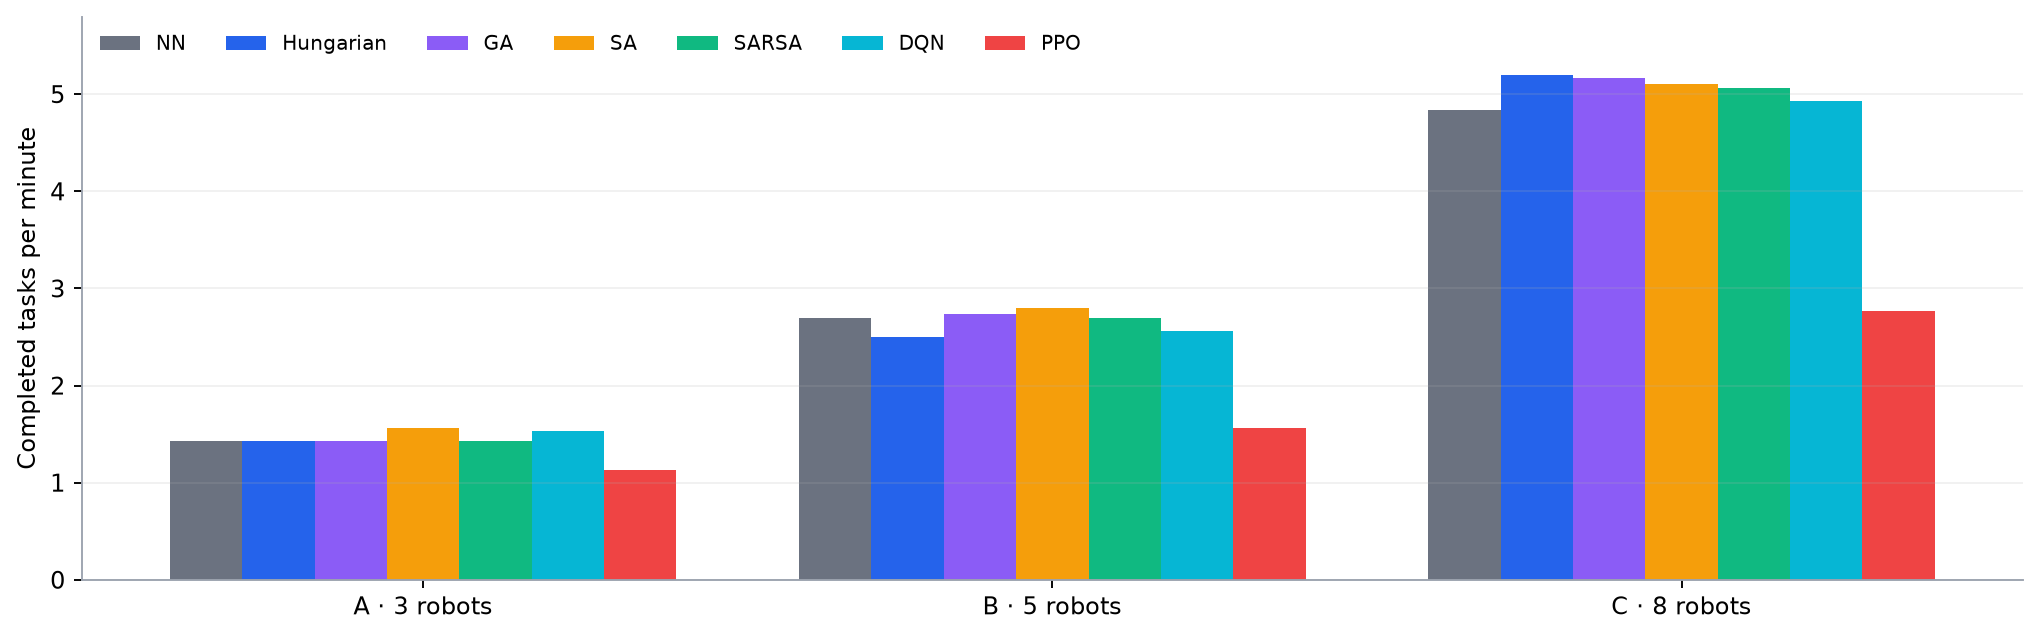 NN Hungarian GA SA SARSA DQN PPO
Completed tasks per minute
5
4
3
2
1
0
A · 3 robots B · 5 robots C · 8 robots